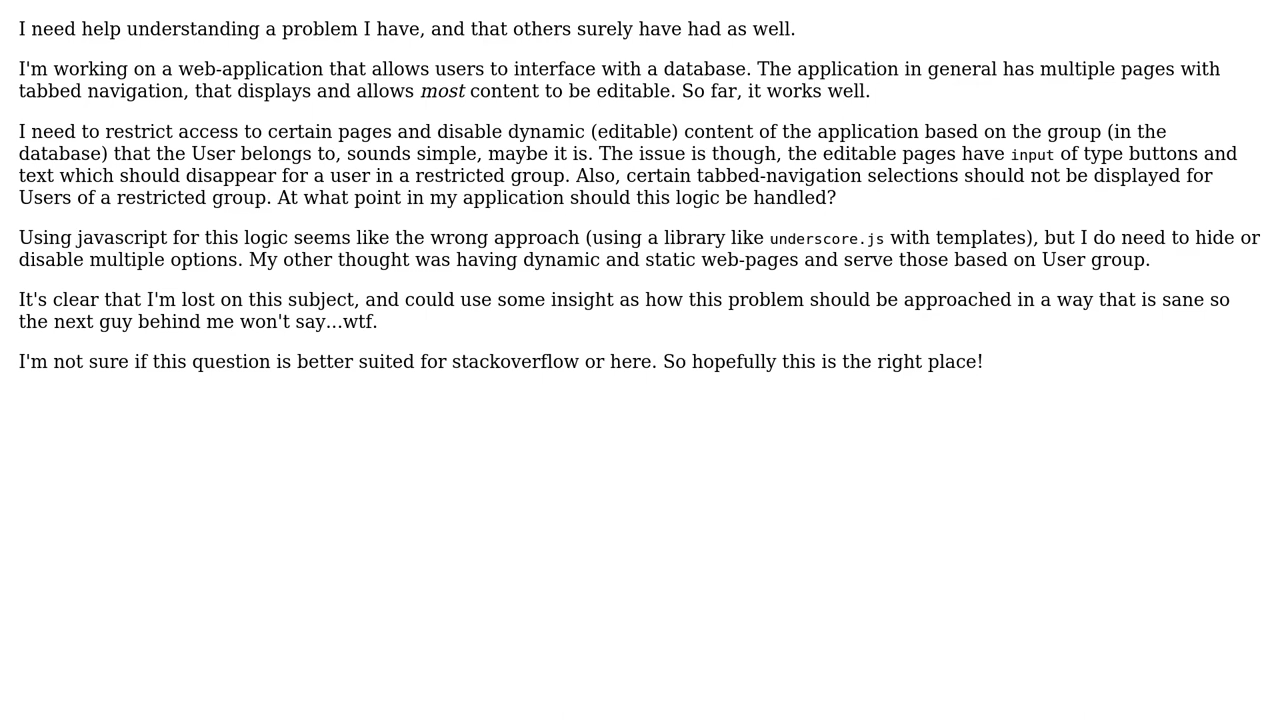 I need help understanding a problem I have, and that others surely have had as well.
I'm working on a web-application that allows users to interface with a database. The application in general has multiple pages with
tabbed navigation, that displays and allows most content to be editable. So far, it works well.
I need to restrict access to certain pages and disable dynamic (editable) content of the application based on the group (in the
database) that the User belongs to, sounds simple, maybe it is. The issue is though, the editable pages have input of type buttons and
text which should disappear for a user in a restricted group. Also, certain tabbed-navigation selections should not be displayed for
Users of a restricted group. At what point in my application should this logic be handled?
Using javascript for this logic seems like the wrong approach (using a library like underscore.js with templates), but I do need to hide or
disable multiple options. My other thought was having dynamic and static web-pages and serve those based on User group.
It's clear that I'm lost on this subject, and could use some insight as how this problem should be approached in a way that is sane so
the next guy behind me won't say...wtf.
I'm not sure if this question is better suited for stackoverflow or here. So hopefully this is the right place!